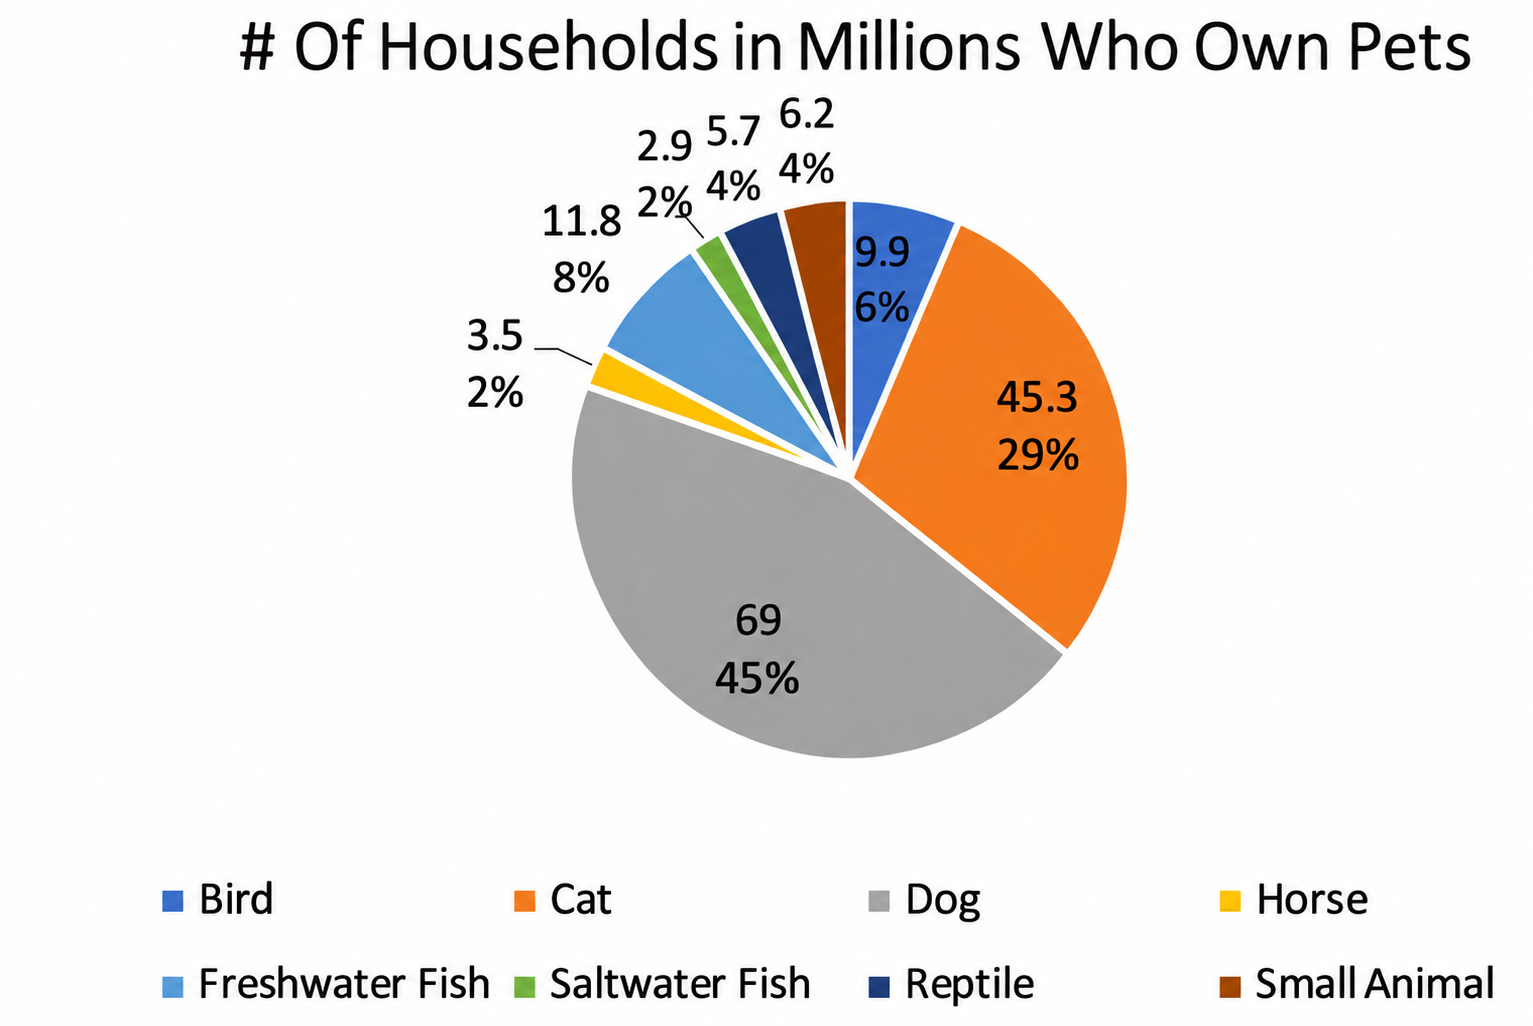 # Of Households in Millions Who Own Pets
6.2
4%
5.7
4%
2.9
2%
11.8
8%
3.5
2%
9.9
6%
45.3
29%
69
45%
Bird
Cat
Dog
Horse
Freshwater Fish
Saltwater Fish
Reptile
Small Animal